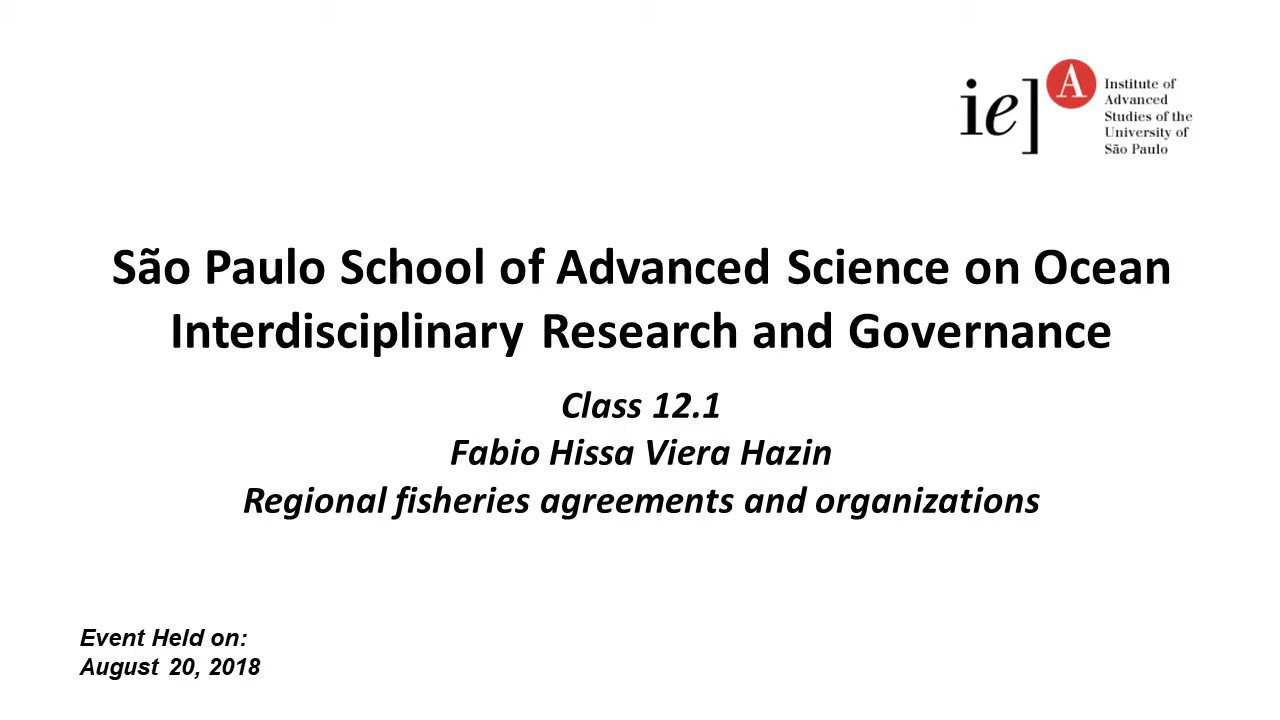 ie]A
Institute of
Advanced
Studies of the
University of
São Paulo
São Paulo School of Advanced Science on Ocean
Interdisciplinary Research and Governance
Class 12.1
Fabio Hissa Viera Hazin
Regional fisheries agreements and organizations
Event Held on:
August 20, 2018